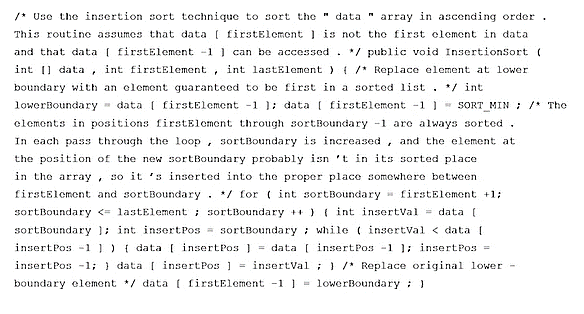 /* Use the insertion sort technique to sort the " data " array in ascending order .
This routine assumes that data [ firstElement ] is not the first element in data
and that data [ firstElement -1 ] can be accessed . */ public void InsertionSort (
int [] data , int firstElement , int lastElement ) { /* Replace element at lower
boundary with an element guaranteed to be first in a sorted list . */ int
lowerBoundary = data [ firstElement -1 ]; data [ firstElement -1 ] = SORT_MIN ; /* The
elements in positions firstElement through sortBoundary -1 are always sorted .
In each pass through the loop , sortBoundary is increased , and the element at
the position of the new sortBoundary probably isn 't in its sorted place
in the array , so it 's inserted into the proper place somewhere between
firstElement and sortBoundary . */ for ( int sortBoundary = firstElement +1;
sortBoundary <= lastElement ; sortBoundary ++ ) { int insertVal = data [
sortBoundary ]; int insertPos = sortBoundary ; while ( insertVal < data [
insertPos -1 ] ) { data [ insertPos ] = data [ insertPos -1 ]; insertPos =
insertPos -1; } data [ insertPos ] = insertVal ; } /* Replace original lower -
boundary element */ data [ firstElement -1 ] = lowerBoundary ; }